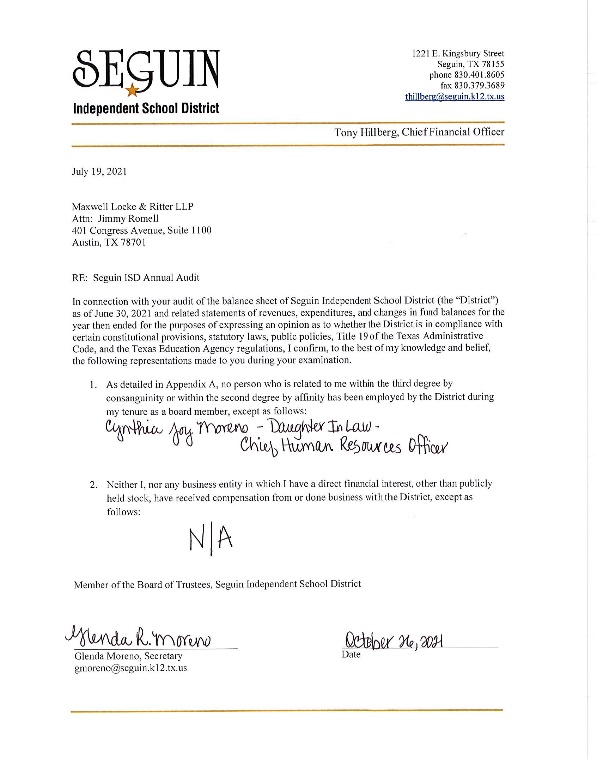 SEGUIN
Independent School District
1221 E. Kingsbury Street
Seguin, TX 78155
phone 830.401.8605
fax 830.379.3689
thillberg@seguin.k12.tx.us
Tony Hillberg, Chief Financial Officer
July 19, 2021
Maxwell Locke & Ritter LLP
Attn: Jimmy Romell
401 Congress Avenue, Suite 1100
Austin, TX 78701
RE: Seguin ISD Annual Audit
In connection with your audit of the balance sheet of Seguin Independent School District (the “District”)
as of June 30, 2021 and related statements of revenues, expenditures, and changes in fund balances for the
year then ended for the purposes of expressing an opinion as to whether the District is in compliance with
certain constitutional provisions, statutory laws, public policies, Title 19 of the Texas Administrative
Code, and the Texas Education Agency regulations, I confirm, to the best of my knowledge and belief,
the following representations made to you during your examination.
1. As detailed in Appendix A, no person who is related to me within the third degree by
consanguinity or within the second degree by affinity has been employed by the District during
my tenure as a board member, except as follows:
Cynthia Joy Moreno - Daughter In Law -
Chief Human Resources Officer
2. Neither I, nor any business entity in which I have a direct financial interest, other than publicly
held stock, have received compensation from or done business with the District, except as
follows:
N/A
Member of the Board of Trustees, Seguin Independent School District
Glenda R. Moreno
October 26, 2021
Glenda Moreno, Secretary
Date
gmoreno@seguin.k12.tx.us